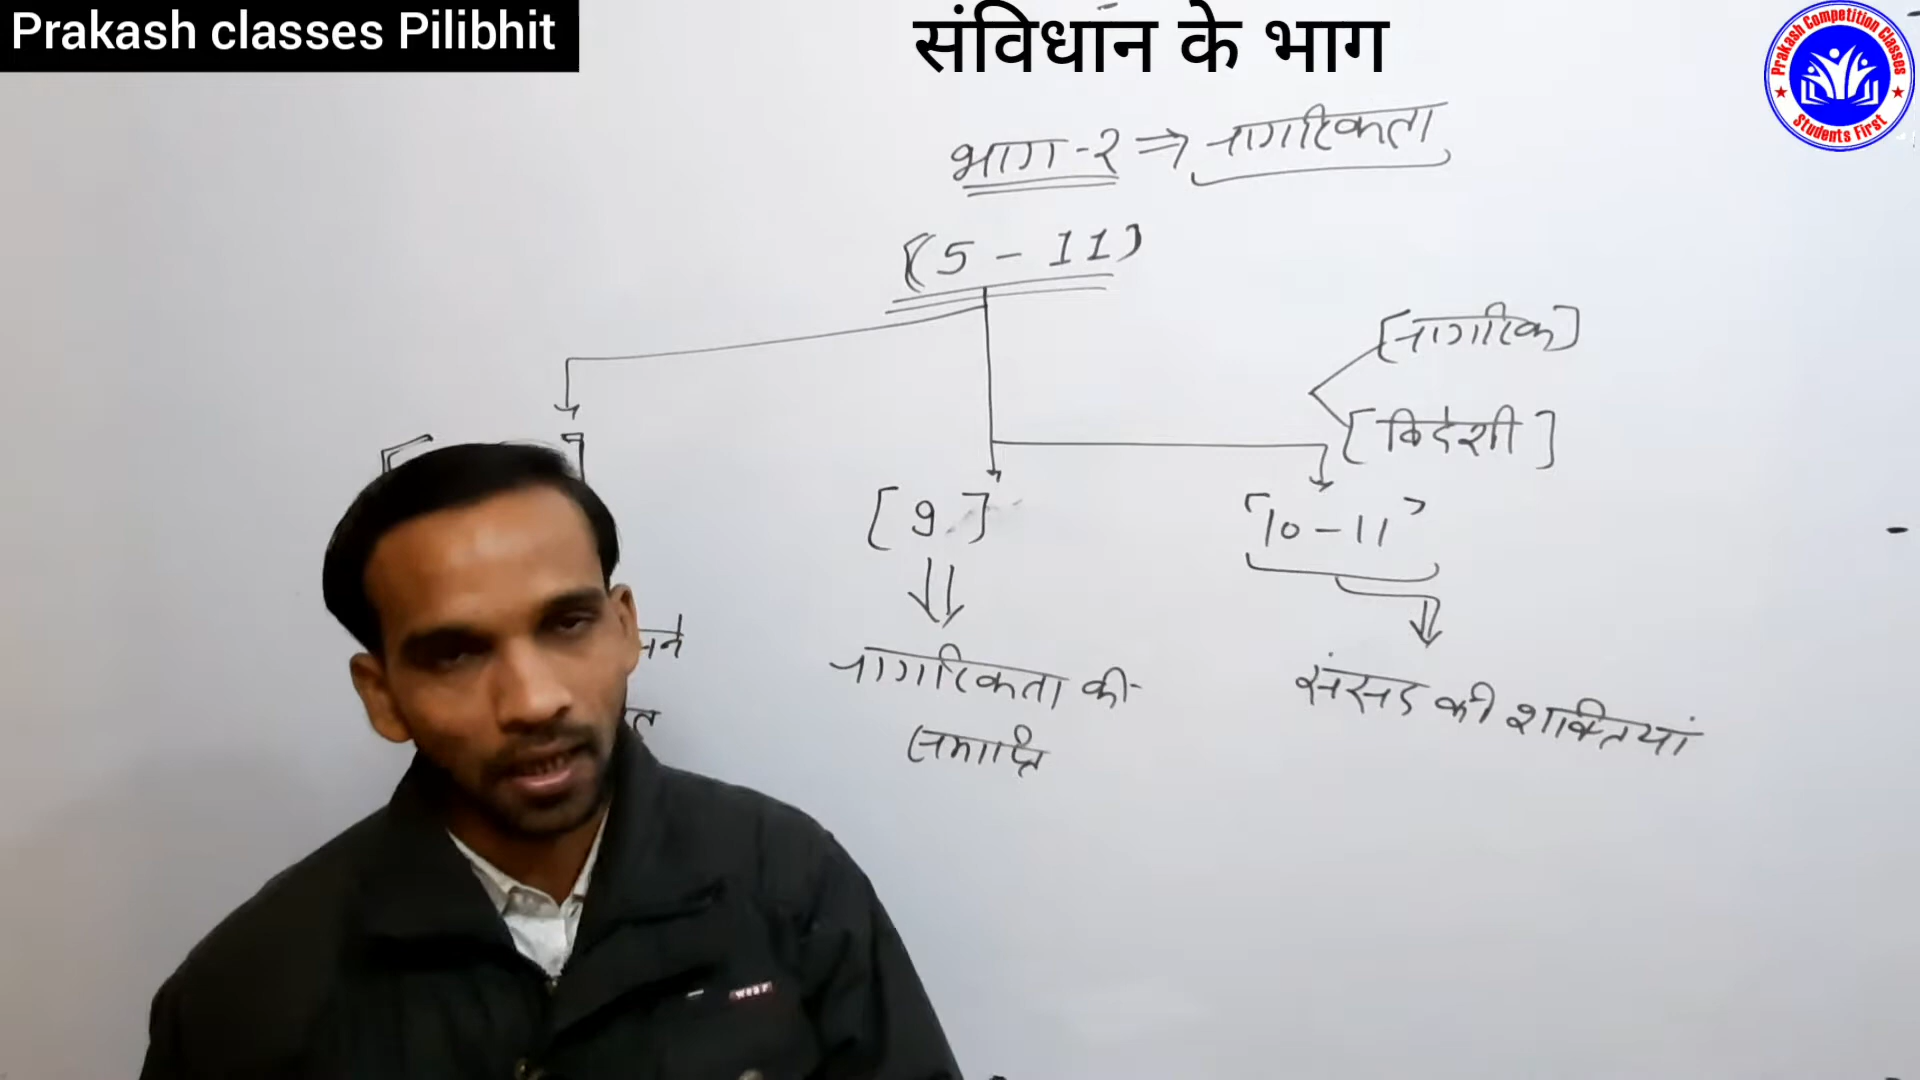 Prakash classes Pilibhit
संविधान के भाग
Prakash Competition Classes
Students First
भाग-२ ⇒ नागरिकता
(5 - 11)
[नागरिक]
[विदेशी]
[9]
10-11
नागरिकता की
समाप्ति
संसद की शक्तियां